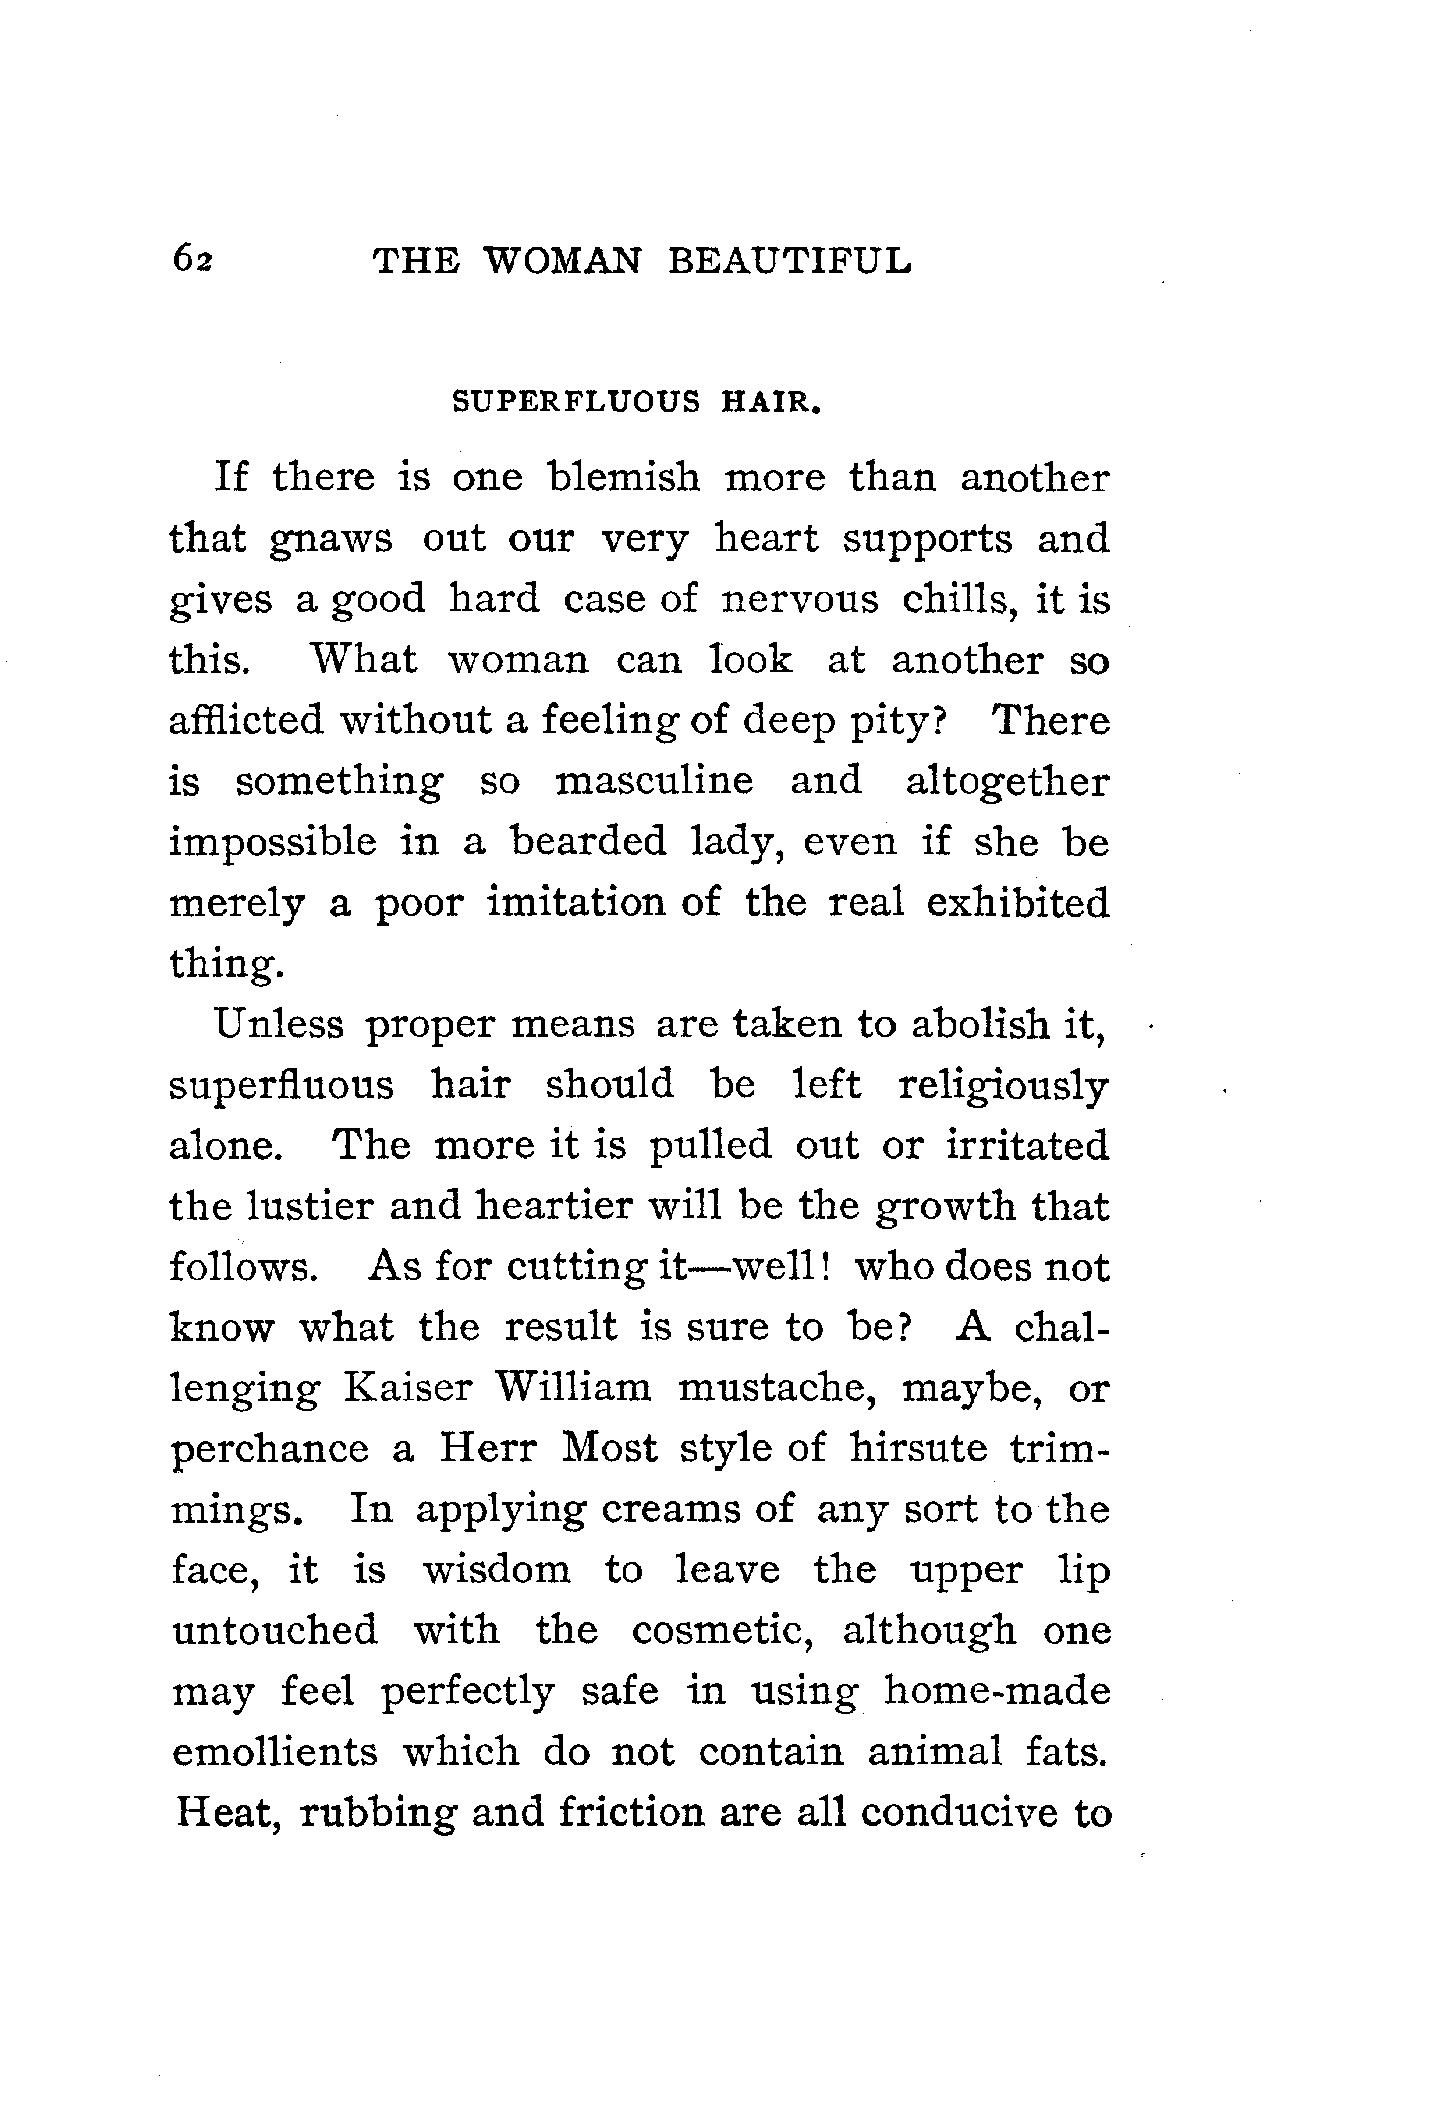 62 THE WOMAN BEAUTIFUL
SUPERFLUOUS HAIR.
If there is one blemish more than another
that gnaws out our very heart supports and
gives a good hard case of nervous chills, it is
this. What woman can look at another so
afflicted without a feeling of deep pity? There
is something so masculine and altogether
impossible in a bearded lady, even if she be
merely a poor imitation of the real exhibited
thing.
Unless proper means are taken to abolish it,
superfluous hair should be left religiously
alone. The more it is pulled out or irritated
the lustier and heartier will be the growth that
follows. As for cutting it—well! who does not
know what the result is sure to be? A chal-
lenging Kaiser William mustache, maybe, or
perchance a Herr Most style of hirsute trim-
mings. In applying creams of any sort to the
face, it is wisdom to leave the upper lip
untouched with the cosmetic, although one
may feel perfectly safe in using home-made
emollients which do not contain animal fats.
Heat, rubbing and friction are all conducive to